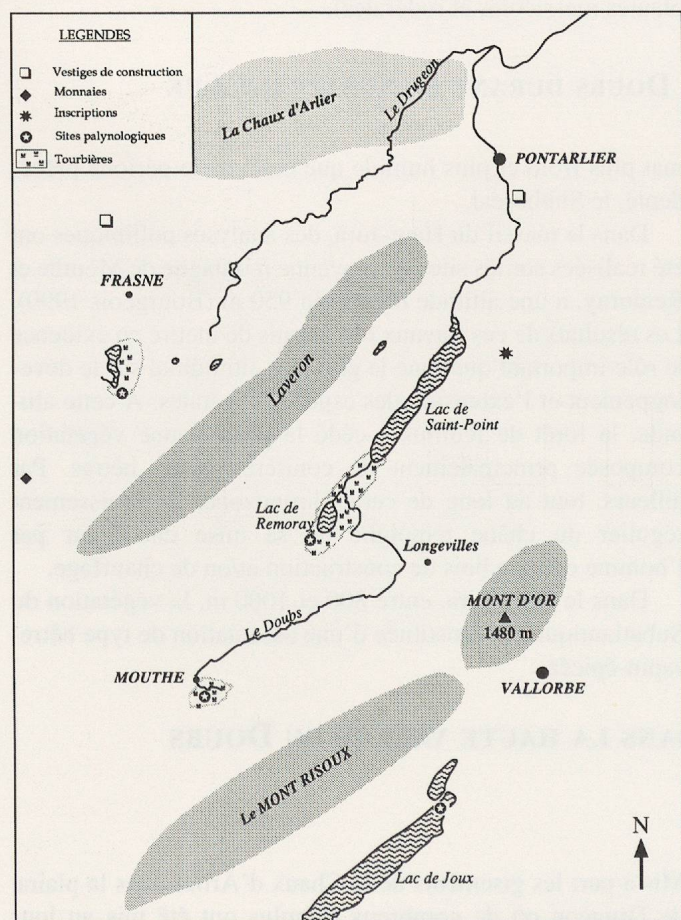 LEGENDES
Vestiges de construction
Monnaies
Inscriptions
Sites palynologiques
Tourbières
La Chaux d'Arlier
Le Drugeon
PONTARLIER
FRASNE
Laveron
Lac de
Saint-Point
Lac de
Remoray
Longevilles
MONT D'OR
1480 m
Le Doubs
MOUTHE
VALLORBE
Le MONT RISOUX
N
Lac de Joux